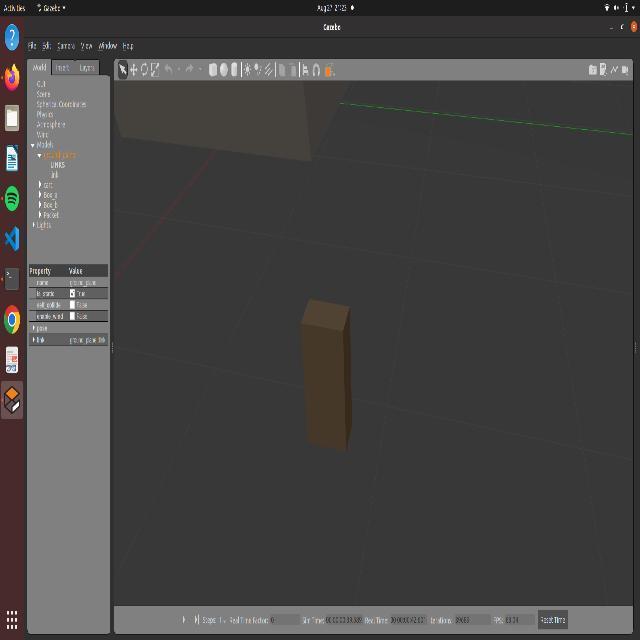 Activities Gazebo Aug 27 21:23
Gazebo
File Edit Camera View Window Help
World Insert Layers
GUI
Scene
Spherical Coordinates
Physics
Atmosphere
Wind
Models
ground_plane
LINKS
link
cart
Box_a
Box_b
Pocket
Lights
Property Value
name ground_plane
is_static True
self_collide False
enable_wind False
pose
link ground_plane::link
Steps: 1 Real Time Factor: 0 Sim Time: Real Time: Iterations: FPS: Reset Time